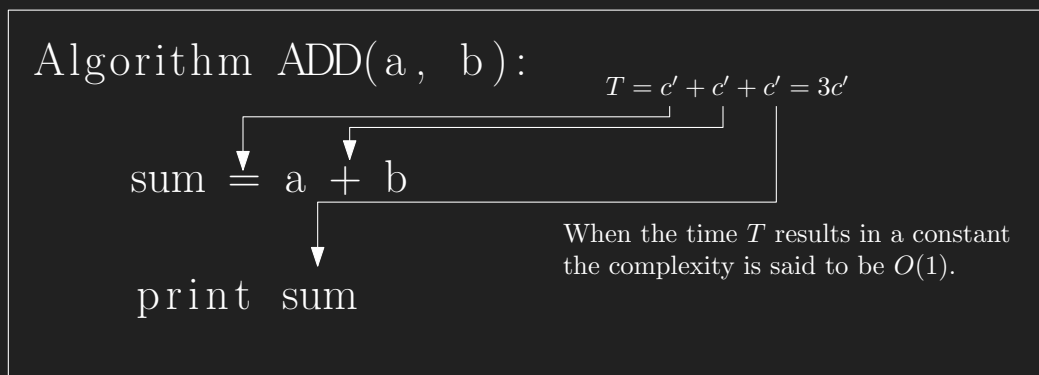 Algorithm ADD(a, b):
T = c′ + c′ + c′ = 3c′
sum = a + b
When the time T results in a constant
the complexity is said to be O(1).
print sum